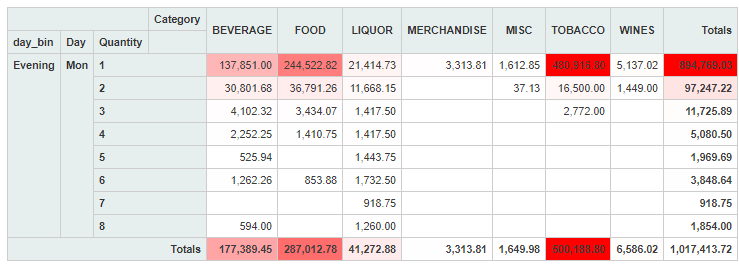 Category BEVERAGE FOOD LIQUOR MERCHANDISE MISC TOBACCO WINES Totals
day_bin Day Quantity
Evening Mon 1 137,851.00 244,522.82 21,414.73 3,313.81 1,612.85 480,916.80 5,137.02 894,769.03
2 30,801.68 36,791.26 11,668.15 37.13 16,500.00 1,449.00 97,247.22
3 4,102.32 3,434.07 1,417.50 2,772.00 11,725.89
4 2,252.25 1,410.75 1,417.50 5,080.50
5 525.94 1,443.75 1,969.69
6 1,262.26 853.88 1,732.50 3,848.64
7 918.75 918.75
8 594.00 1,260.00 1,854.00
Totals 177,389.45 287,012.78 41,272.88 3,313.81 1,649.98 500,188.80 6,586.02 1,017,413.72